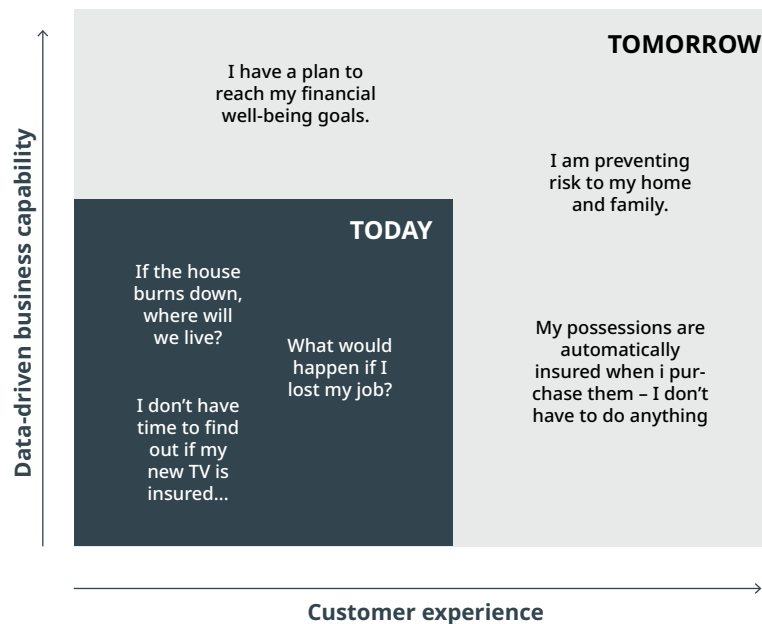 TOMORROW
I have a plan to
reach my financial
well-being goals.
I am preventing
risk to my home
and family.
TODAY
If the house
burns down,
where will
we live?
What would
happen if I
lost my job?
My possessions are
automatically
insured when i pur-
chase them – I don’t
have to do anything
I don’t have
time to find
out if my
new TV is
insured...
Data-driven business capability
Customer experience